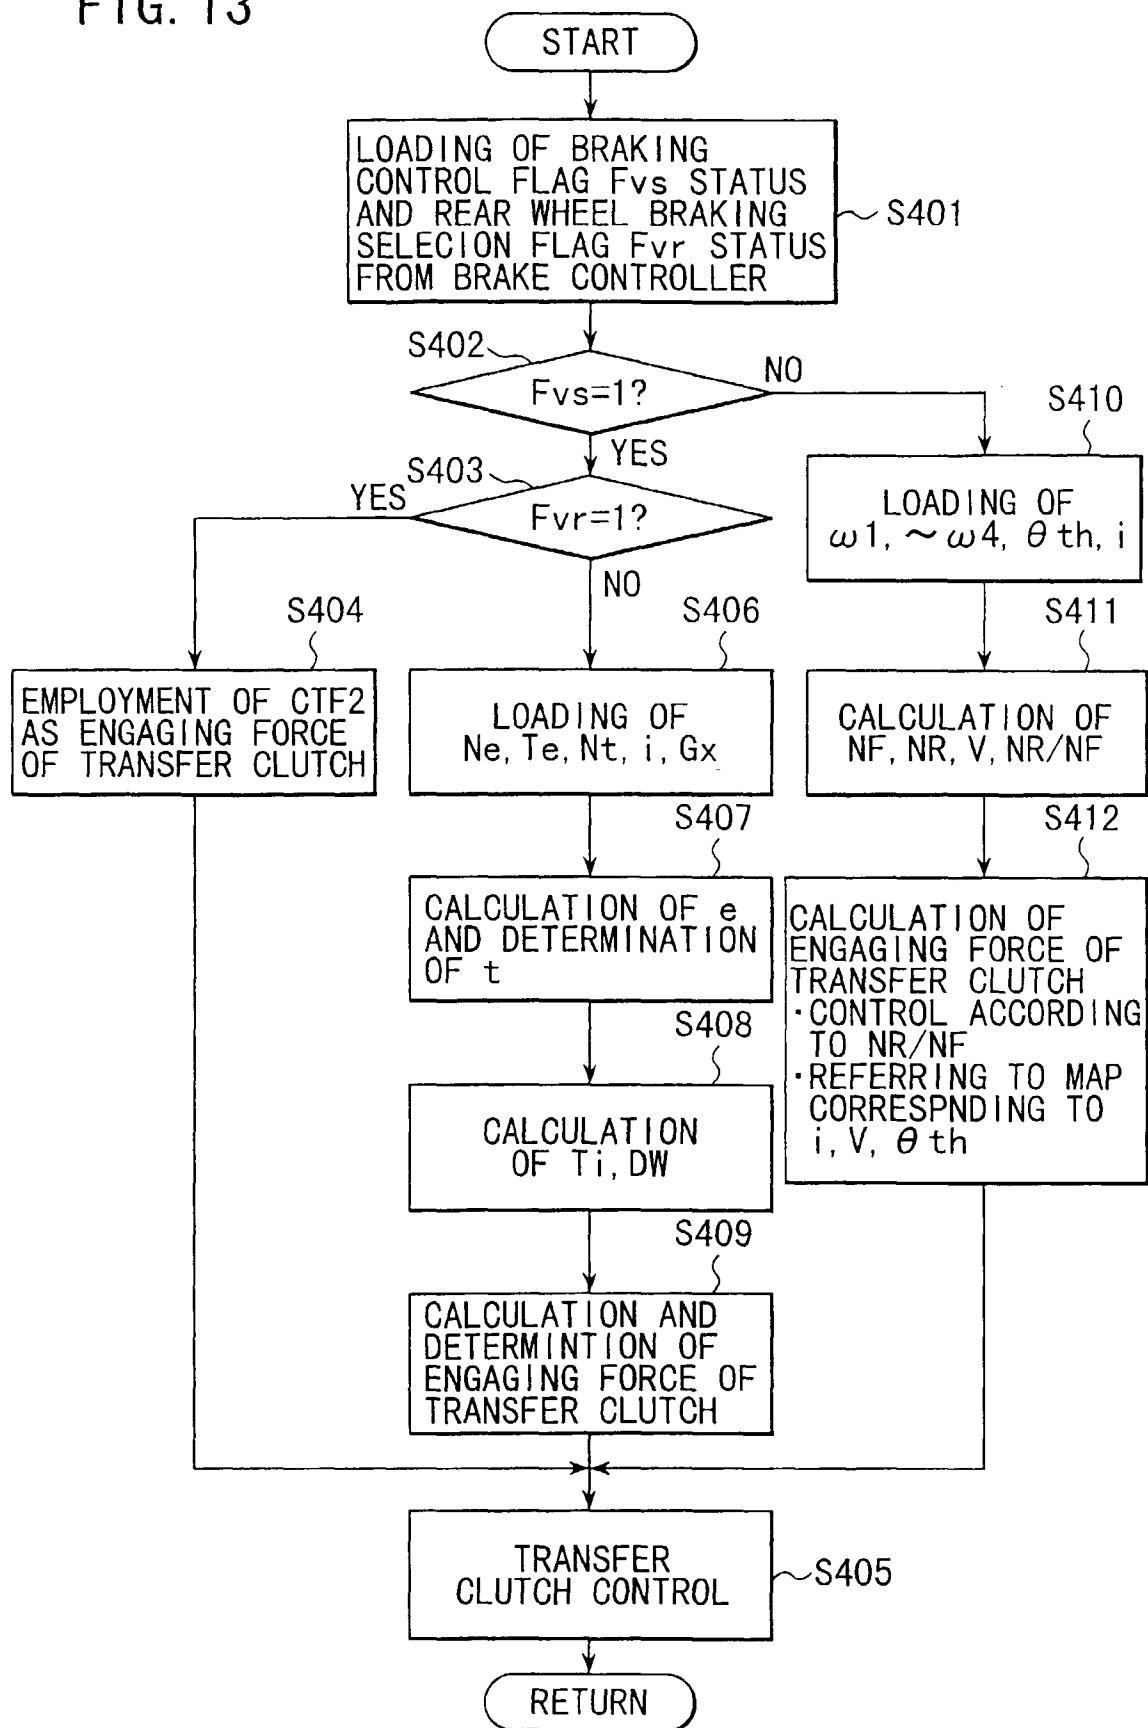 FIG. 13
START
LOADING OF BRAKING
CONTROL FLAG Fvs STATUS
AND REAR WHEEL BRAKING
SELECION FLAG Fvr STATUS
FROM BRAKE CONTROLLER
S401
S402
Fvs=1?
NO
YES
S403
Fvr=1?
YES
NO
S410
LOADING OF
ω1, ~ω4, θth, i
S404
EMPLOYMENT OF CTF2
AS ENGAGING FORCE
OF TRANSFER CLUTCH
S406
LOADING OF
Ne, Te, Nt, i, Gx
S411
CALCULATION OF
NF, NR, V, NR/NF
S407
CALCULATION OF e
AND DETERMINATION
OF t
S412
CALCULATION OF
ENGAGING FORCE OF
TRANSFER CLUTCH
·CONTROL ACCORDING
TO NR/NF
·REFERRING TO MAP
CORRESPNDING TO
i, V, θth
S408
CALCULATION
OF Ti, DW
S409
CALCULATION AND
DETERMINTION OF
ENGAGING FORCE OF
TRANSFER CLUTCH
TRANSFER
CLUTCH CONTROL
S405
RETURN